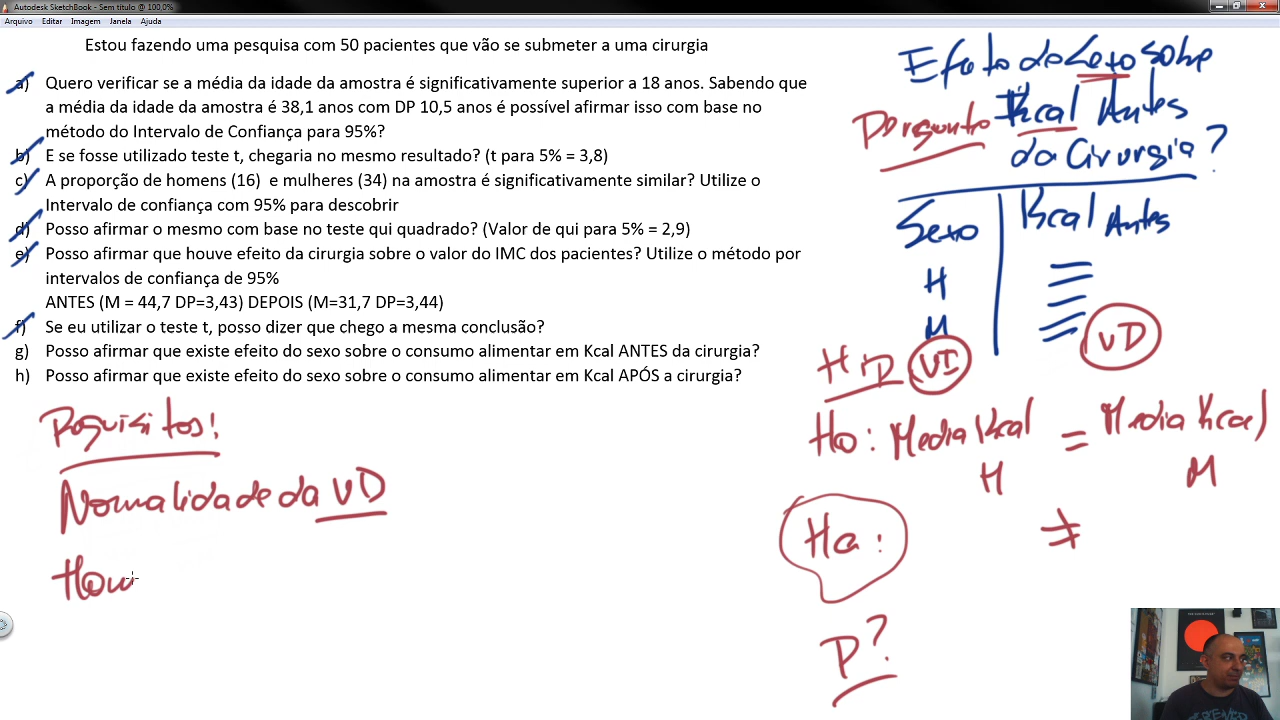 Autodesk SketchBook - Sem título @ 100,0%
Arquivo Editar Imagem Janela Ajuda
Estou fazendo uma pesquisa com 50 pacientes que vão se submeter a uma cirurgia
a) Quero verificar se a média da idade da amostra é significativamente superior a 18 anos. Sabendo que
a média da idade da amostra é 38,1 anos com DP 10,5 anos é possível afirmar isso com base no
método do Intervalo de Confiança para 95%?
b) E se fosse utilizado teste t, chegaria no mesmo resultado? (t para 5% = 3,8)
c) A proporção de homens (16) e mulheres (34) na amostra é significativamente similar? Utilize o
Intervalo de confiança com 95% para descobrir
d) Posso afirmar o mesmo com base no teste qui quadrado? (Valor de qui para 5% = 2,9)
e) Posso afirmar que houve efeito da cirurgia sobre o valor do IMC dos pacientes? Utilize o método por
intervalos de confiança de 95%
ANTES (M = 44,7 DP=3,43) DEPOIS (M=31,7 DP=3,44)
f) Se eu utilizar o teste t, posso dizer que chego a mesma conclusão?
g) Posso afirmar que existe efeito do sexo sobre o consumo alimentar em Kcal ANTES da cirurgia?
h) Posso afirmar que existe efeito do sexo sobre o consumo alimentar em Kcal APÓS a cirurgia?
Requisitos!
Normalidade da VD
Hom
Efeito do Sexo sobre
Pergunta Kcal Antes
da Cirurgia?
Sexo Kcal Antes
H
M
HIP VI VD
Ho: Media Kcal = Media Kcal
H M
Ha: ≠
P?